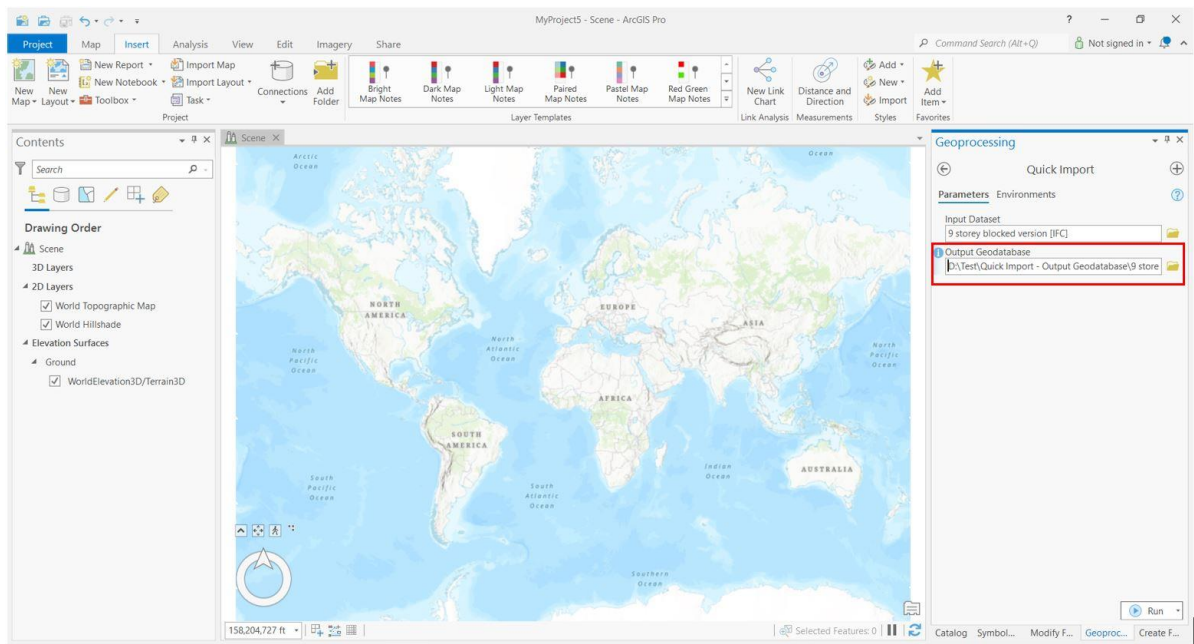 MyProject5 - Scene - ArcGIS Pro
?
Project Map Insert Analysis View Edit Imagery Share
Command Search (Alt+Q)
Not signed in
New Map
New Layout
New Report
New Notebook
Toolbox
Import Map
Import Layout
Task
Connections
Add Folder
Project
Bright Map Notes
Dark Map Notes
Light Map Notes
Paired Map Notes
Pastel Map Notes
Red Green Map Notes
Layer Templates
New Link Chart
Link Analysis
Distance and Direction
Measurements
Add
New
Import
Styles
Add Item
Favorites
Contents
Search
Drawing Order
Scene
3D Layers
2D Layers
World Topographic Map
World Hillshade
Elevation Surfaces
Ground
WorldElevation3D/Terrain3D
Scene
Arctic Ocean
Ocean
NORTH AMERICA
EUROPE
ASIA
North Pacific Ocean
North Atlantic Ocean
North Pacific Ocean
AFRICA
SOUTH AMERICA
AUSTRALIA
Indian Ocean
South Pacific Ocean
South Atlantic Ocean
Southern Ocean
158,204,727 ft
Selected Features: 0
Geoprocessing
Quick Import
Parameters Environments
?
Input Dataset
9 storey blocked version [IFC]
Output Geodatabase
D:\Test\Quick Import - Output Geodatabase\9 store
Run
Catalog Symbol... Modify F... Geoproc... Create F...